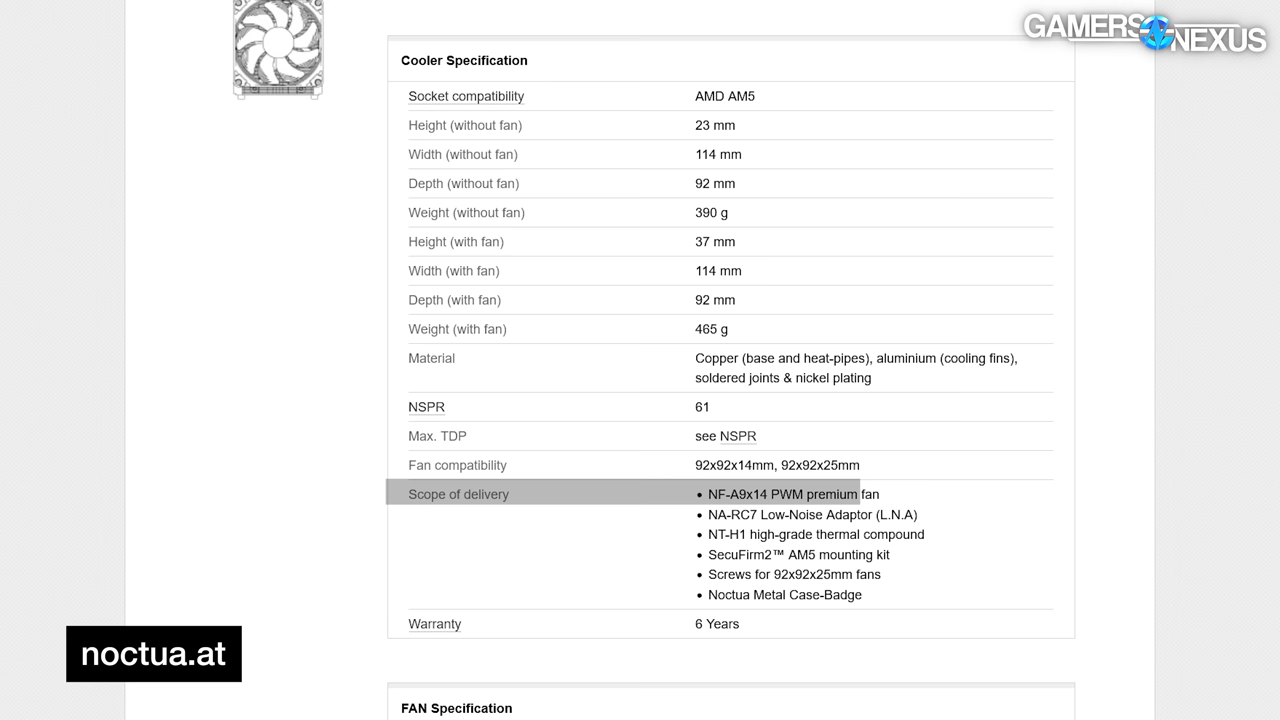 GAMERS NEXUS
Cooler Specification
Socket compatibility AMD AM5
Height (without fan) 23 mm
Width (without fan) 114 mm
Depth (without fan) 92 mm
Weight (without fan) 390 g
Height (with fan) 37 mm
Width (with fan) 114 mm
Depth (with fan) 92 mm
Weight (with fan) 465 g
Material Copper (base and heat-pipes), aluminium (cooling fins),
soldered joints & nickel plating
NSPR 61
Max. TDP see NSPR
Fan compatibility 92x92x14mm, 92x92x25mm
Scope of delivery • NF-A9x14 PWM premium fan
• NA-RC7 Low-Noise Adaptor (L.N.A)
• NT-H1 high-grade thermal compound
• SecuFirm2™ AM5 mounting kit
• Screws for 92x92x25mm fans
• Noctua Metal Case-Badge
Warranty 6 Years
noctua.at
FAN Specification